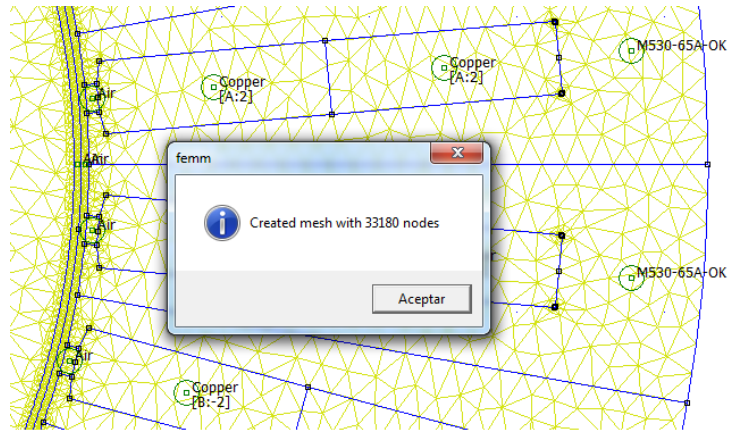 M530-65A-OK
Copper
[A:2]
Copper
[A:2]
Air
Air
femm
Created mesh with 33180 nodes
Air
M530-65A-OK
Aceptar
Air
Copper
[B:-2]